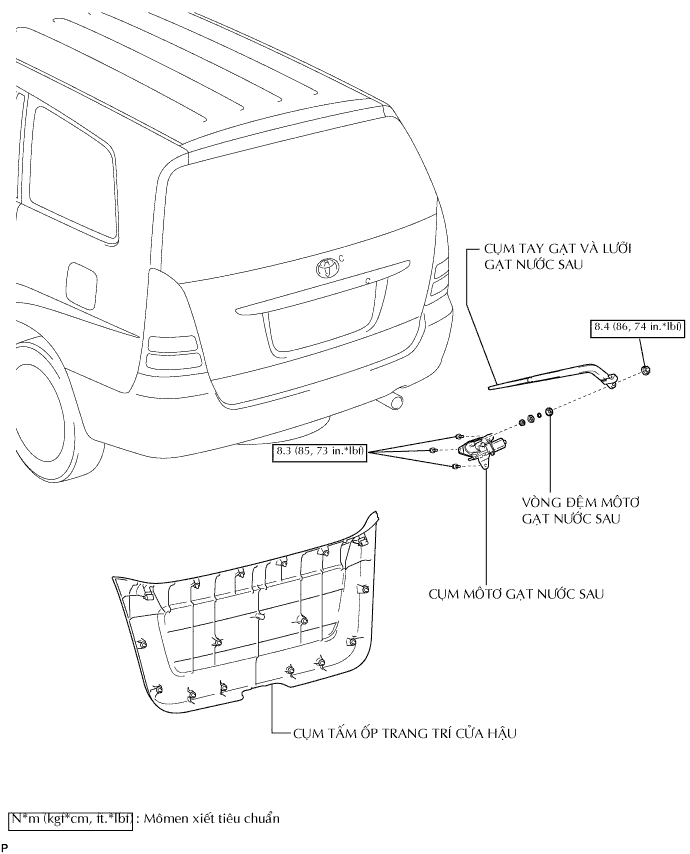 CỤM TAY GẠT VÀ LƯỠI
GẠT NƯỚC SAU
8.4 (86, 74 in.*lbf)
8.3 (85, 73 in.*lbf)
VÒNG ĐỆM MÔTƠ
GẠT NƯỚC SAU
CỤM MÔTƠ GẠT NƯỚC SAU
CỤM TẤM ỐP TRANG TRÍ CỬA HẬU
N*m (kgf*cm, ft.*lbf) : Mômen xiết tiêu chuẩn
P